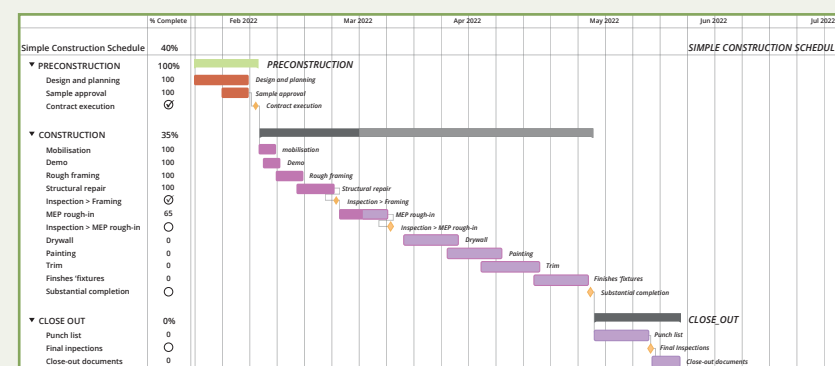 % Complete Feb 2022 Mar 2022 Apr 2022 May 2022 Jun 2022 Jul 202
Simple Construction Schedule 40% SIMPLE CONSTRUCTION SCHEDUL
PRECONSTRUCTION 100% PRECONSTRUCTION
Design and planning 100 Design and planning
Sample approval 100 Sample approval
Contract execution Contract execution
CONSTRUCTION 35%
Mobilisation 100 mobilisation
Demo 100 Demo
Rough framing 100 Rough framing
Structural repair 100 Structural repair
Inspection > Framing Inspection > Framing
MEP rough-in 65 MEP rough-in
Inspection > MEP rough-in Inspection > MEP rough-in
Drywall 0 Drywall
Painting 0 Painting
Trim 0 Trim
Finshes 'fixtures 0 Finishes 'fixtures
Substantial completion Substantial completion
CLOSE OUT 0% CLOSE_OUT
Punch list 0 Punch list
Final inpections Final Inspections
Close-out documents 0 Close-out documents